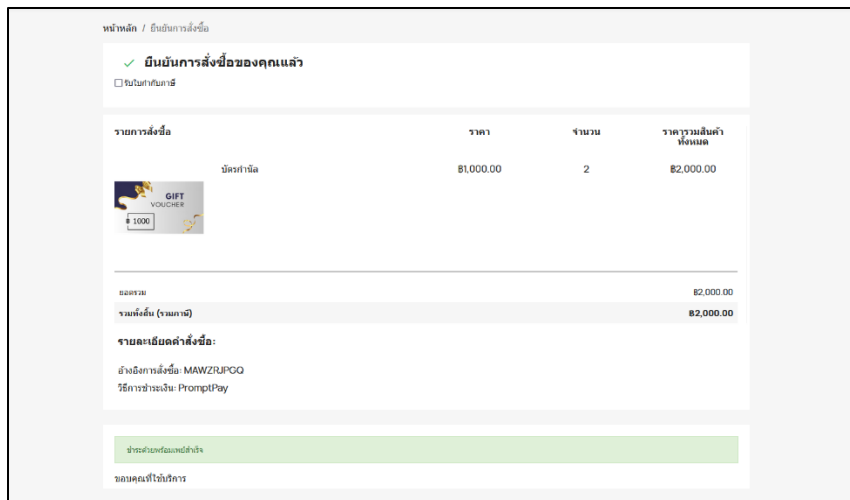 หน้าหลัก / ยืนยันการสั่งซื้อ
✓ ยืนยันการสั่งซื้อของคุณแล้ว
รับใบกำกับภาษี
รายการสั่งซื้อ ราคา จำนวน ราคารวมสินค้า
ทั้งหมด
บัตรกำนัล ฿1,000.00 2 ฿2,000.00
GIFT
VOUCHER
฿ 1000
ยอดรวม ฿2,000.00
รวมทั้งสิ้น (รวมภาษี) ฿2,000.00
รายละเอียดคำสั่งซื้อ:
อ้างอิงการสั่งซื้อ: MAWZRJPGQ
วิธีการชำระเงิน: PromptPay
ชำระด้วยพร้อมเพย์สำเร็จ
ขอบคุณที่ใช้บริการ